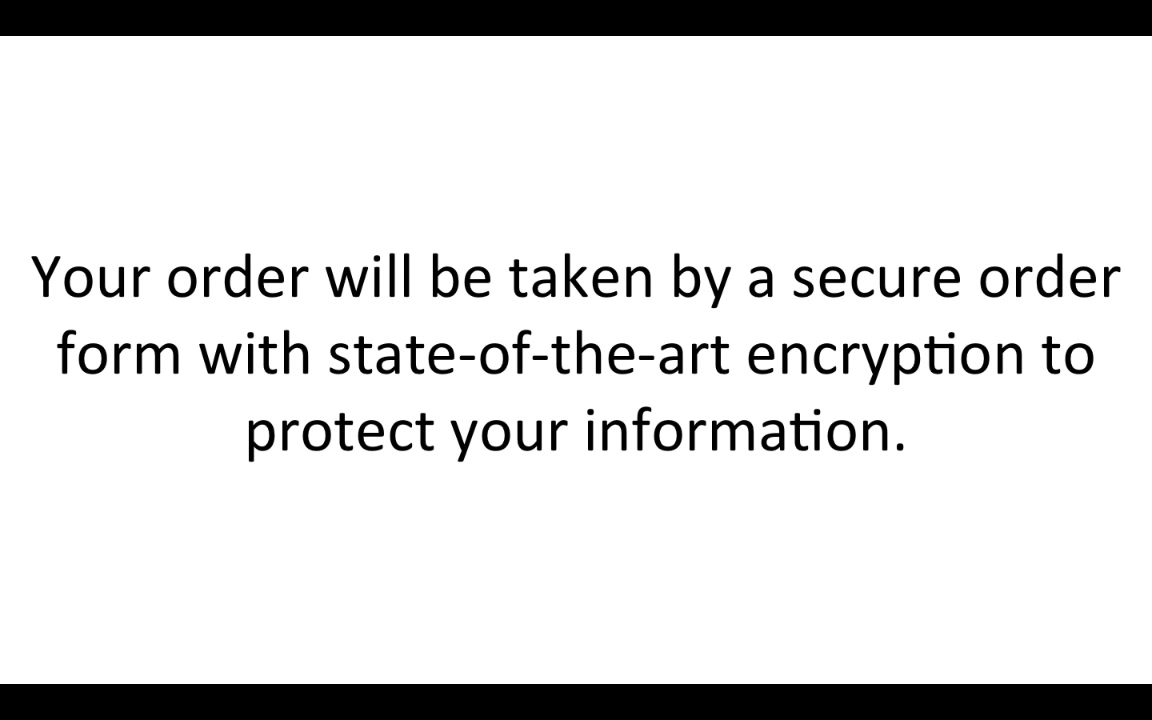 Your order will be taken by a secure order
form with state-of-the-art encryption to
protect your information.